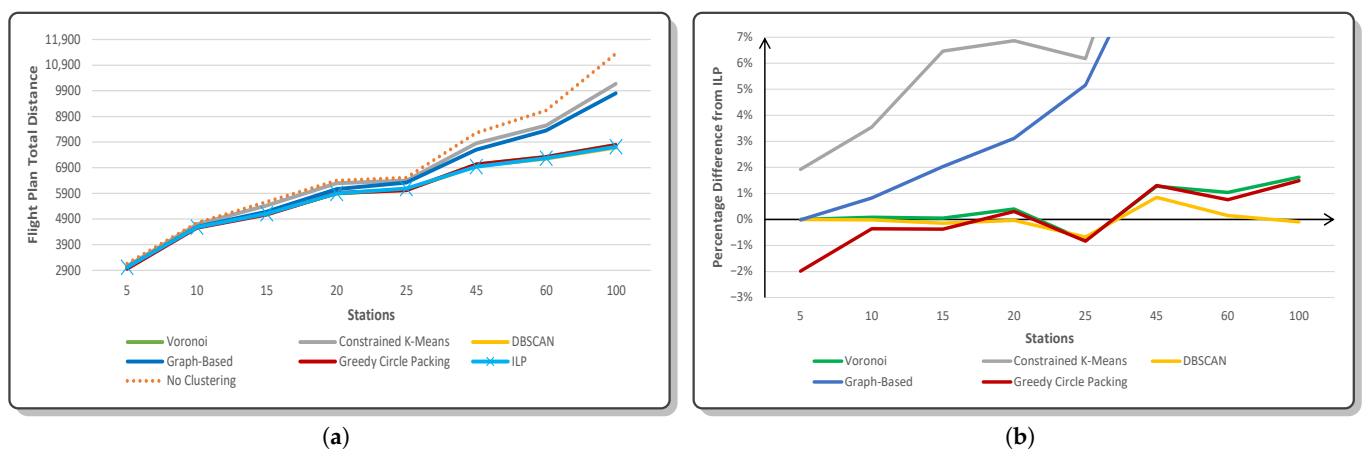 11,900
10,900
9900
8900
7900
6900
5900
4900
3900
2900
Flight Plan Total Distance
5 10 15 20 25 45 60 100
Stations
Voronoi Constrained K-Means DBSCAN
Graph-Based Greedy Circle Packing ILP
No Clustering
(a)
7%
6%
5%
4%
3%
2%
1%
0%
−1%
−2%
−3%
Percentage Difference from ILP
5 10 15 20 25 45 60 100
Stations
Voronoi Constrained K-Means DBSCAN
Graph-Based Greedy Circle Packing
(b)